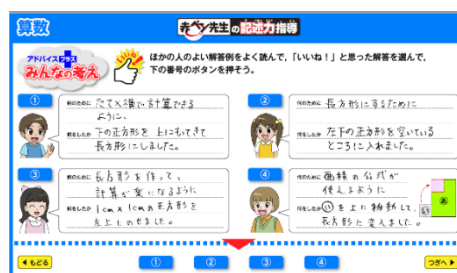 算数
赤ペン先生の記述力指導
アドバイスプラス
みんなの考え
いいね!
ほかの人のよい解答例をよく読んで、「いいね!」と思った解答を選んで、
下の番号のボタンを押そう。
①
何のために たて×横で計算できる
ように、
何をしたか 下の正方形を上にもってきて
長方形にしました。
②
何のために 長方形にするために
何をしたか 左下の正方形を空いている
ところに入れました。
③
何のために 長方形を作って、
計算が楽になるように
何をしたか 1cm×1cmの正方形を
左上にのせました。
④
何のために 面積の公式が
使えるように
何をしたか ㋑を上に移動して、
長方形に変えました。
あ
い
もどる
①
②
③
④
つぎへ